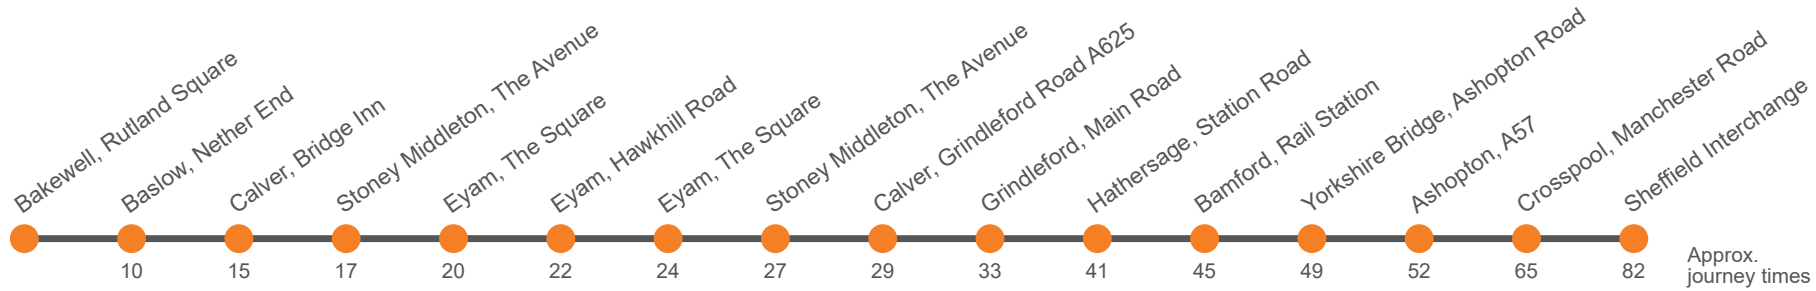 Bakewell, Rutland Square
Baslow, Nether End
Calver, Bridge Inn
Stoney Middleton, The Avenue
Eyam, The Square
Eyam, Hawkhill Road
Eyam, The Square
Stoney Middleton, The Avenue
Calver, Grindleford Road A625
Grindleford, Main Road
Hathersage, Station Road
Bamford, Rail Station
Yorkshire Bridge, Ashopton Road
Ashopton, A57
Crosspool, Manchester Road
Sheffield Interchange
10 15 17 20 22 24 27 29 33 41 45 49 52 65 82
Approx.
journey times